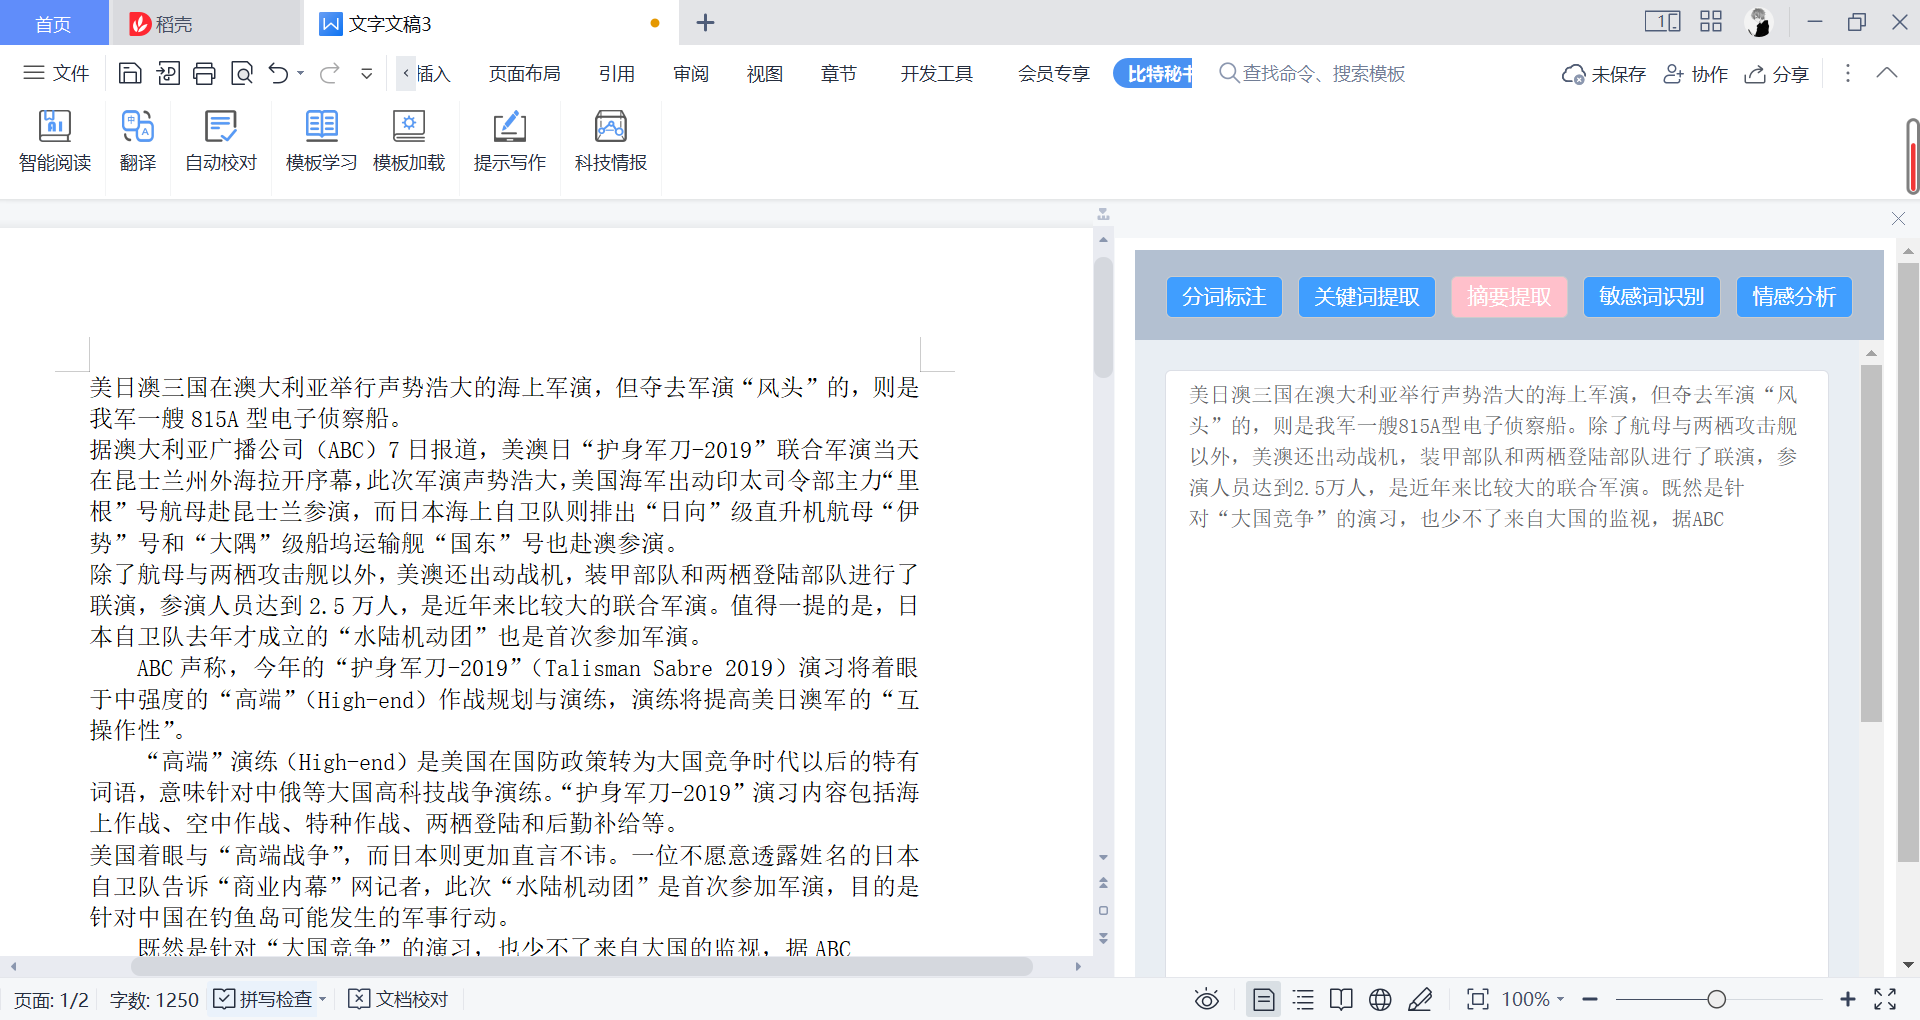 首页
稻壳
文字文稿3
文件
插入
页面布局
引用
审阅
视图
章节
开发工具
会员专享
比特秘书
查找命令、搜索模板
未保存
协作
分享
智能阅读
翻译
自动校对
模板学习
模板加载
提示写作
科技情报
美日澳三国在澳大利亚举行声势浩大的海上军演，但夺去军演“风头”的，则是
我军一艘 815A 型电子侦察船。
据澳大利亚广播公司（ABC）7 日报道，美澳日“护身军刀-2019”联合军演当天
在昆士兰州外海拉开序幕，此次军演声势浩大，美国海军出动印太司令部主力“里
根”号航母赴昆士兰参演，而日本海上自卫队则排出“日向”级直升机航母“伊
势”号和“大隅”级船坞运输舰“国东”号也赴澳参演。
除了航母与两栖攻击舰以外，美澳还出动战机，装甲部队和两栖登陆部队进行了
联演，参演人员达到 2.5 万人，是近年来比较大的联合军演。值得一提的是，日
本自卫队去年才成立的“水陆机动团”也是首次参加军演。
ABC 声称，今年的“护身军刀-2019”（Talisman Sabre 2019）演习将着眼
于中强度的“高端”（High-end）作战规划与演练，演练将提高美日澳军的“互
操作性”。
“高端”演练（High-end）是美国在国防政策转为大国竞争时代以后的特有
词语，意味针对中俄等大国高科技战争演练。“护身军刀-2019”演习内容包括海
上作战、空中作战、特种作战、两栖登陆和后勤补给等。
美国着眼与“高端战争”，而日本则更加直言不讳。一位不愿意透露姓名的日本
自卫队告诉“商业内幕”网记者，此次“水陆机动团”是首次参加军演，目的是
针对中国在钓鱼岛可能发生的军事行动。
既然是针对“大国竞争”的演习，也少不了来自大国的监视，据 ABC
分词标注
关键词提取
摘要提取
敏感词识别
情感分析
美日澳三国在澳大利亚举行声势浩大的海上军演，但夺去军演“风
头”的，则是我军一艘815A型电子侦察船。除了航母与两栖攻击舰
以外，美澳还出动战机，装甲部队和两栖登陆部队进行了联演，参
演人员达到2.5万人，是近年来比较大的联合军演。既然是针
对“大国竞争”的演习，也少不了来自大国的监视，据ABC
页面: 1/2
字数: 1250
拼写检查
文档校对
100%